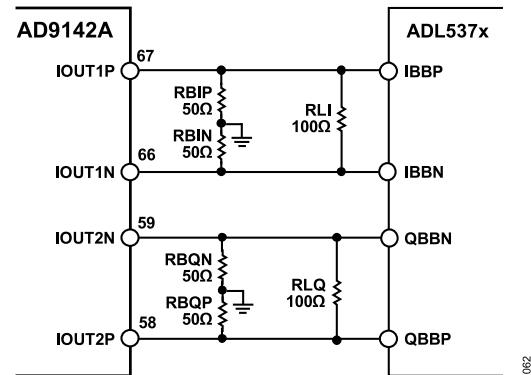 AD9142A
ADL537x
67
IOUT1P
IBBP
RBIP
50Ω
RLI
100Ω
RBIN
50Ω
66
IOUT1N
IBBN
59
IOUT2N
QBBN
RBQN
50Ω
RLQ
100Ω
RBQP
50Ω
58
IOUT2P
QBBP
062